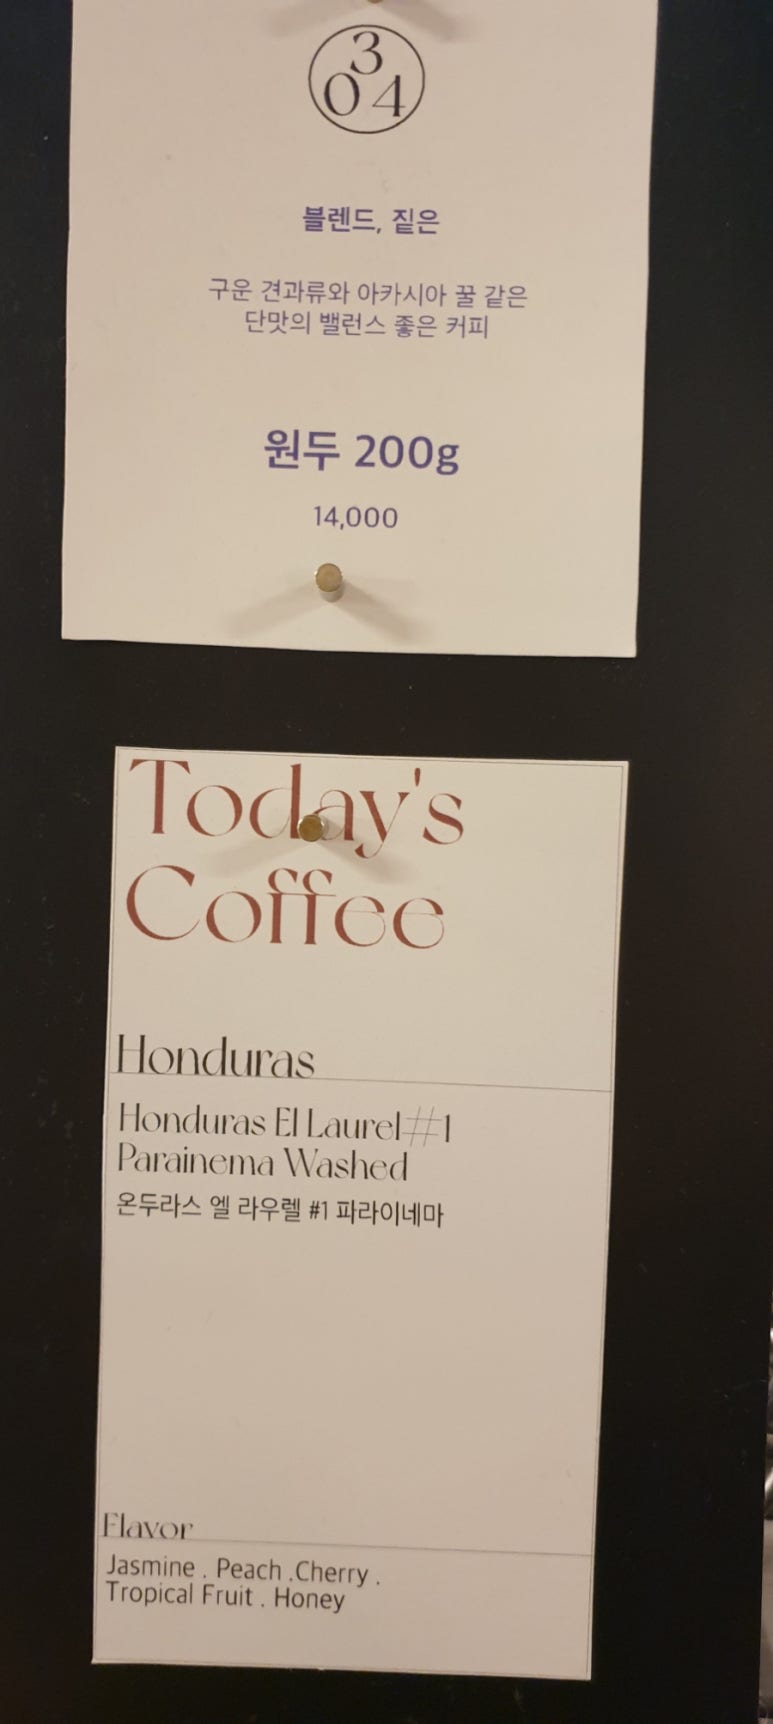 3
04
블렌드, 짙은
구운 견과류와 아카시아 꿀 같은
단맛의 밸런스 좋은 커피
원두 200g
14,000
Today's
Coffee
Honduras
Honduras El Laurel #1
Parainema Washed
온두라스 엘 라우렐 #1 파라이네마
Flavor
Jasmine . Peach .Cherry .
Tropical Fruit . Honey